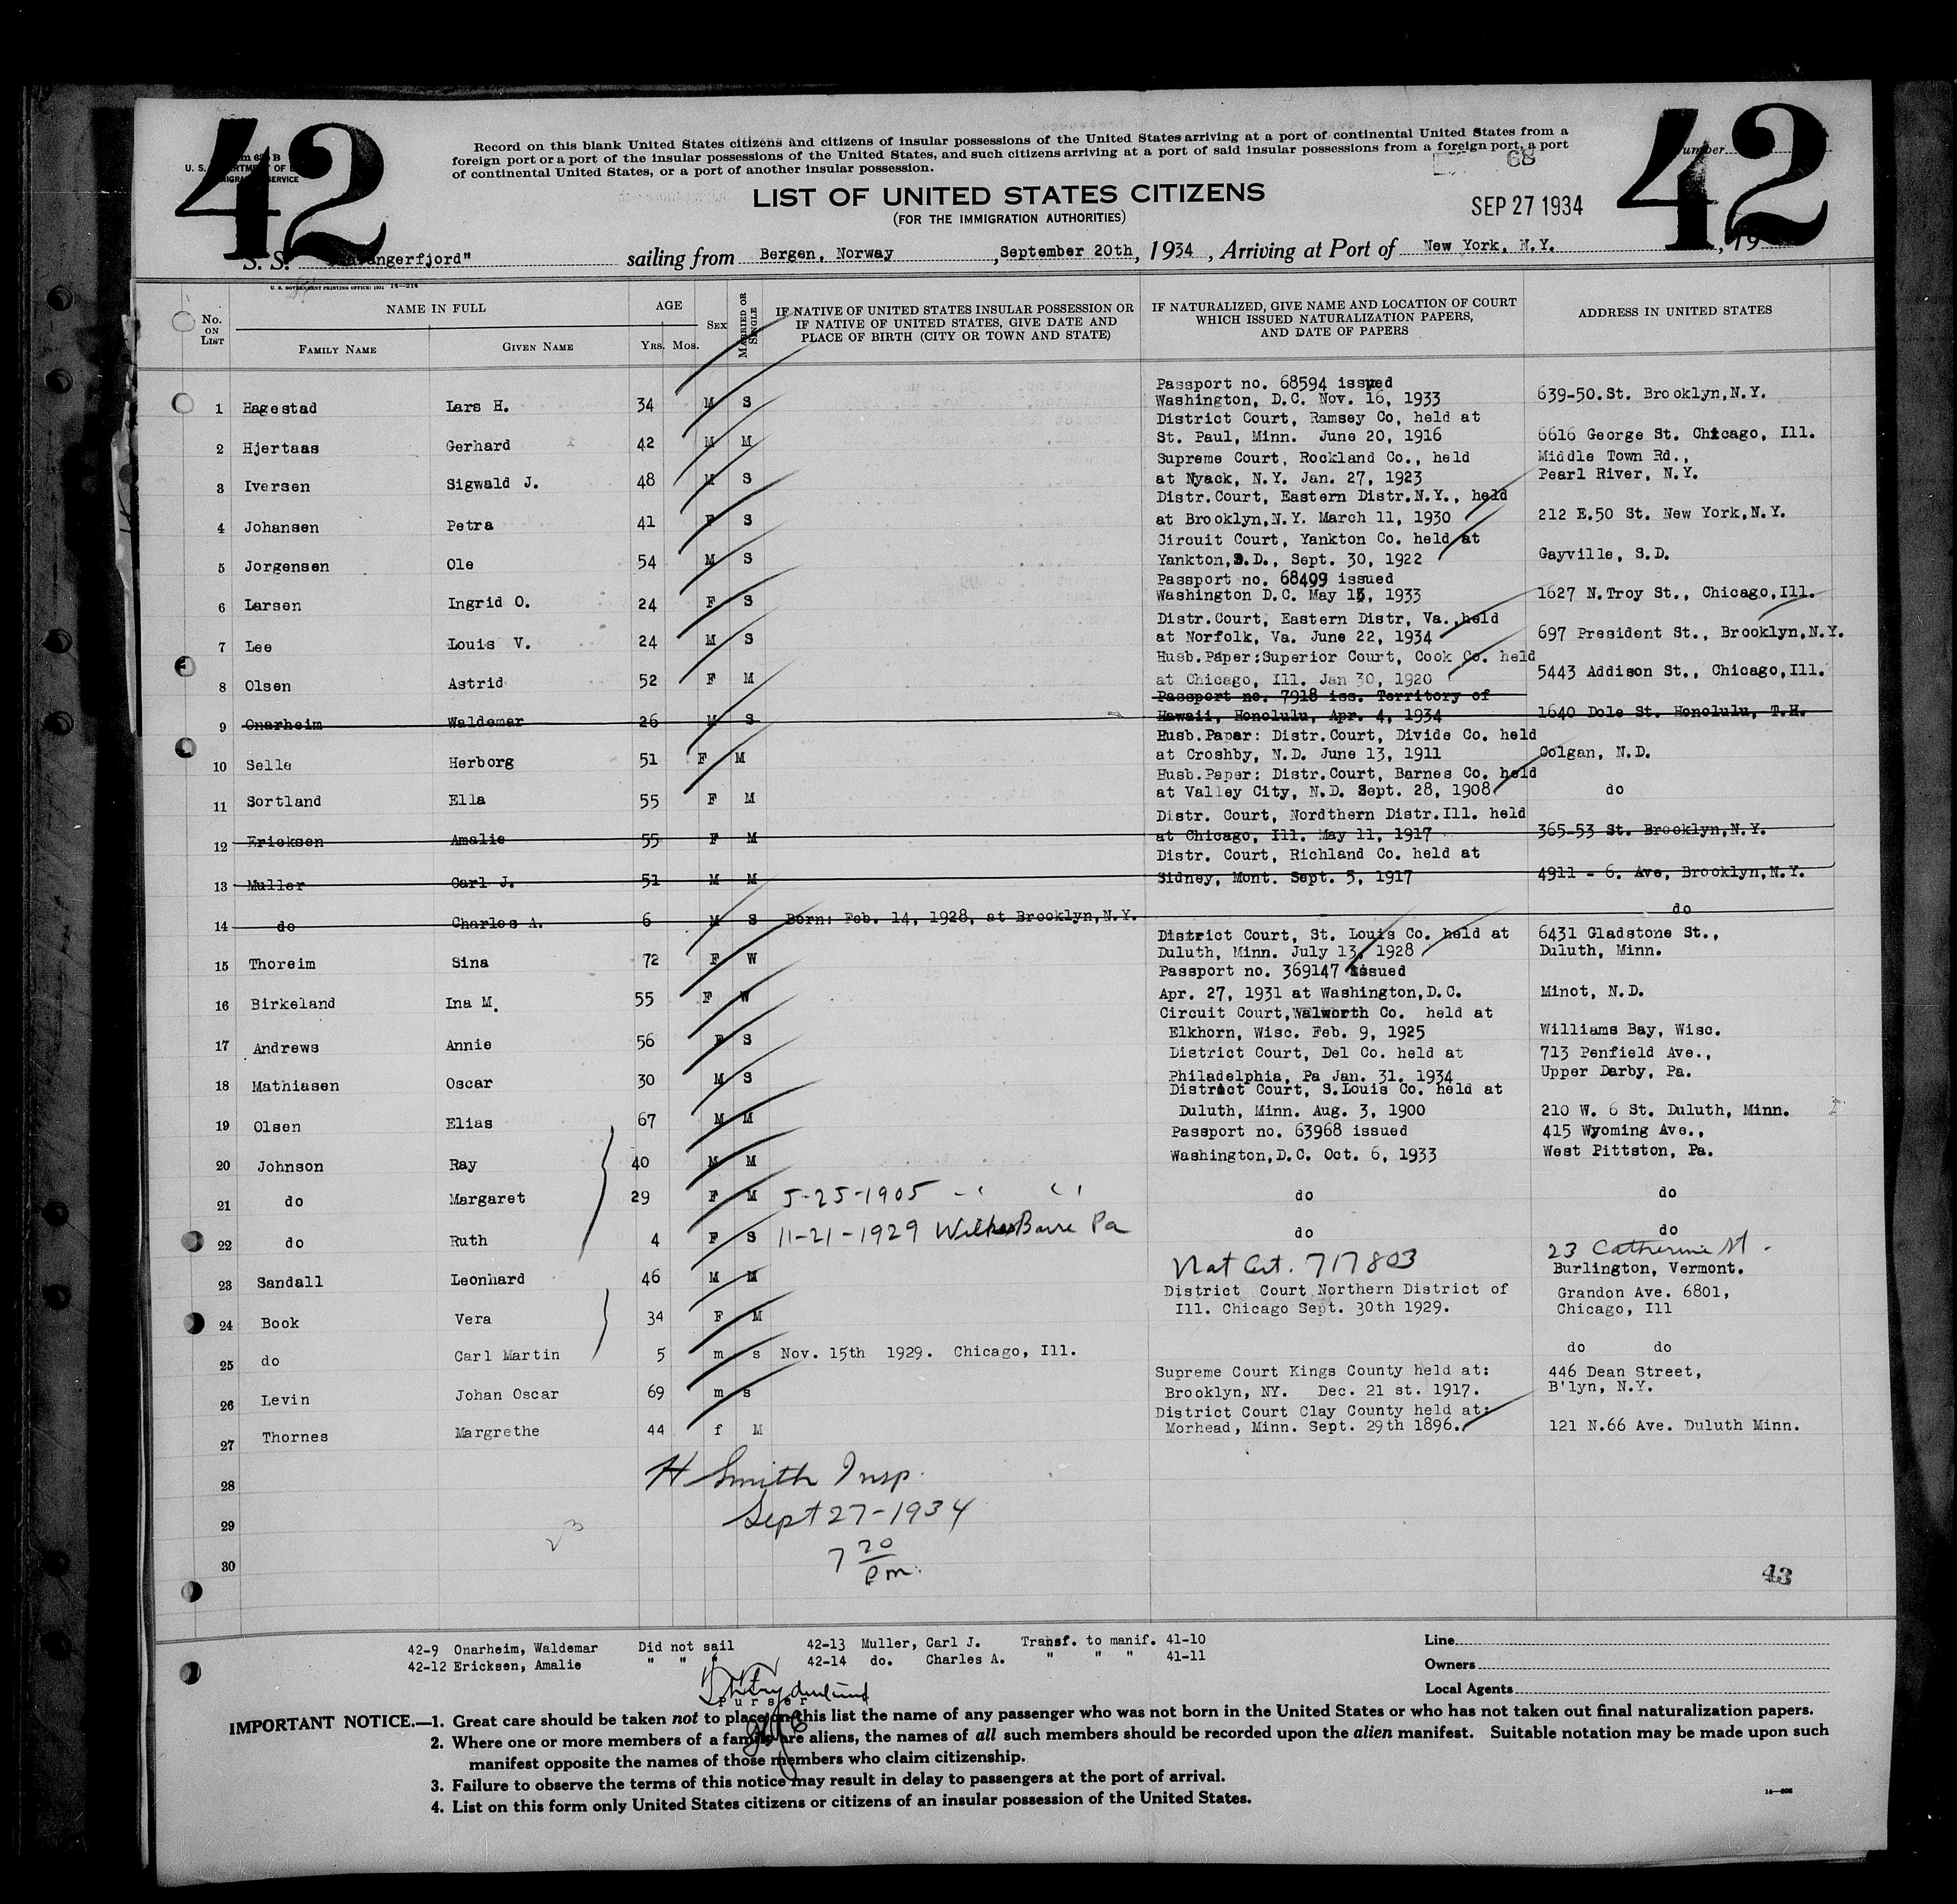 42
42
Record on this blank United States citizens and citizens of insular possessions of the United States arriving at a port of continental United States from a
foreign port or a port of the insular possessions of the United States, and such citizens arriving at a port of said insular possessions from a foreign port, a port
of continental United States, or a port of another insular possession.
68
LIST OF UNITED STATES CITIZENS
(FOR THE IMMIGRATION AUTHORITIES)
SEP 27 1934
S. S. angerfjord" sailing from Bergen, Norway, September 20th, 1934, Arriving at Port of New York, N.Y., 19
U. S. GOVERNMENT PRINTING OFFICE: 1931 14—214
No. ON LIST NAME IN FULL FAMILY NAME GIVEN NAME AGE YRS. MOS. SEX MARRIED OR SINGLE IF NATIVE OF UNITED STATES INSULAR POSSESSION OR IF NATIVE OF UNITED STATES, GIVE DATE AND PLACE OF BIRTH (CITY OR TOWN AND STATE) IF NATURALIZED, GIVE NAME AND LOCATION OF COURT WHICH ISSUED NATURALIZATION PAPERS, AND DATE OF PAPERS ADDRESS IN UNITED STATES
Passport no. 68594 issued
1 Hagestad Lars H. 34 M S Washington, D.C. Nov. 16, 1933 639-50.St. Brooklyn,N.Y.
District Court, Ramsey Co, held at
2 Hjertaas Gerhard 42 M M St. Paul, Minn. June 20, 1916 6616 George St. Chicago, Ill.
Supreme Court, Rockland Co., held Middle Town Rd.,
3 Iversen Sigwald J. 48 M S at Nyack, N.Y. Jan. 27, 1923 Pearl River, N.Y.
Distr.Court, Eastern Distr.N.Y., held
4 Johansen Petra 41 F S at Brooklyn,N.Y. March 11, 1930 212 E.50 St. New York,N.Y.
Circuit Court, Yankton Co. held at
5 Jorgensen Ole 54 M S Yankton,S.D., Sept. 30, 1922 Gayville, S.D.
Passport no. 68499 issued
6 Larsen Ingrid O. 24 F S Washington D.C. May 15, 1933 1627 N.Troy St., Chicago,Ill.
Distr.Court, Eastern Distr, Va.,held
7 Lee Louis V. 24 M S at Norfolk, Va. June 22, 1934 697 President St., Brooklyn,N.Y.
Husb.Paper:Superior Court, Cook Co. held
8 Olsen Astrid 52 F M at Chicago, Ill. Jan 30, 1920 5443 Addison St., Chicago,Ill.
Passport no. 7918 iss. Territory of
9 Onarheim Waldemar 26 M S Hawaii, Honolulu, Apr. 4, 1934 1640 Dole St. Honolulu, T.H.
Husb.Papar: Distr.Court, Divide Co. held
10 Selle Herborg 51 F M at Croshby, N.D. June 13, 1911 Colgan, N.D.
Husb.Paper: Distr.Court, Barnes Co. held
11 Sortland Ella 55 F M at Valley City, N.D. Sept. 28, 1908 do
Distr. Court, Nordthern Distr.Ill. held
12 Ericksen Amalie 55 F M at Chicago, Ill. May 11, 1917 365-53 St. Brooklyn,N.Y.
Distr. Court, Richland Co. held at
13 Muller Carl J. 51 M M Sidney, Mont. Sept. 5, 1917 4911 - 6. Ave, Brooklyn,N.Y.
14 do Charles A. 6 M S Born: Feb. 14, 1928, at Brooklyn,N.Y. - do
District Court, St. Louis Co. held at 6431 Gladstone St.,
15 Thoreim Sina 72 F W Duluth, Minn. July 13, 1928 Duluth, Minn.
Passport no. 369147 issued
16 Birkeland Ina M. 55 F W Apr. 27, 1931 at Washington,D.C. Minot, N.D.
Circuit Court,Walworth Co. held at
17 Andrews Annie 56 F S Elkhorn, Wisc. Feb. 9, 1925 Williams Bay, Wisc.
District Court, Del Co. held at 713 Penfield Ave.,
18 Mathiasen Oscar 30 M S Philadelphia, Pa Jan. 31. 1934 Upper Darby, Pa.
District Court, S.Louis Co. held at
19 Olsen Elias 67 M M Duluth, Minn. Aug. 3, 1900 210 W. 6 St. Duluth, Minn.
Passport no. 63968 issued 415 Wyoming Ave.,
20 Johnson Ray 40 M M Washington,D.C. Oct. 6, 1933 West Pittston, Pa.
21 do Margaret 29 F M 5-25-1905 -" " do do
22 do Ruth 4 F S 11-21-1929 WilkesBarre Pa do do
Nat Crt. 717803 23 Catherine St.
23 Sandall Leonhard 46 M M Burlington, Vermont.
District Court Northern District of Grandon Ave. 6801,
24 Book Vera 34 F M Ill. Chicago Sept. 30th 1929. Chicago, Ill
25 do Carl Martin 5 m s Nov. 15th 1929. Chicago, Ill. do do
Supreme Court Kings County held at: 446 Dean Street,
26 Levin Johan Oscar 69 m s Brooklyn, NY. Dec. 21 st. 1917. B'lyn, N.Y.
District Court Clay County held at:
27 Thornes Margrethe 44 f M Morhead, Minn. Sept. 29th 1896. 121 N.66 Ave. Duluth Minn.
28 H Smith Insp.
29 Sept 27-1934
30 7 20 pm.
23
43
42-9 Onarheim, Waldemar Did not sail 42-13 Muller, Carl J. Transf. to manif. 41-10
42-12 Ericksen, Amalie " " " 42-14 do. Charles A. " " " 41-11
Purser
Line
Owners
Local Agents
IMPORTANT NOTICE.—1. Great care should be taken not to place on this list the name of any passenger who was not born in the United States or who has not taken out final naturalization papers.
2. Where one or more members of a family are aliens, the names of all such members should be recorded upon the alien manifest. Suitable notation may be made upon such
manifest opposite the names of those members who claim citizenship.
3. Failure to observe the terms of this notice may result in delay to passengers at the port of arrival.
4. List on this form only United States citizens or citizens of an insular possession of the United States.